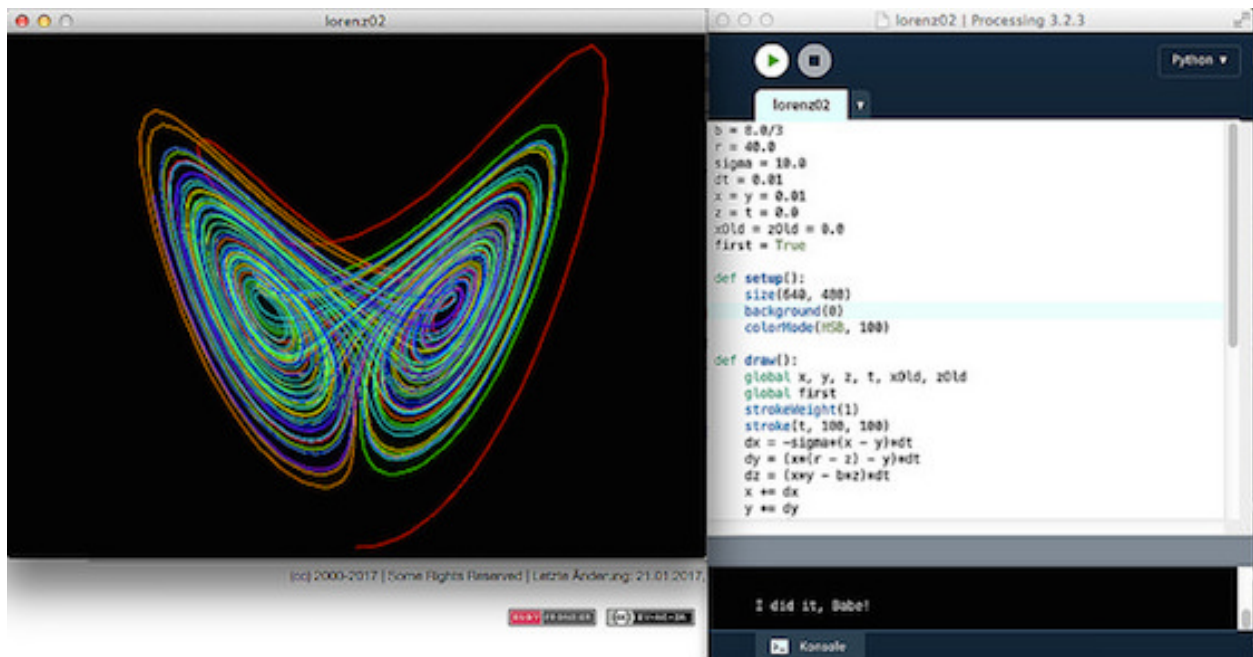 lorenz02
lorenz02 | Processing 3.2.3
Python ▾
lorenz02
b = 8.0/3
r = 40.0
sigma = 10.0
dt = 0.01
x = y = 0.01
z = t = 0.0
xOld = zOld = 0.0
first = True
def setup():
size(640, 480)
background(0)
colorMode(HSB, 100)
def draw():
global x, y, z, t, xOld, zOld
global first
strokeWeight(1)
stroke(t, 100, 100)
dx = -sigma*(x - y)*dt
dy = (x*(r - z) - y)*dt
dz = (x*y - b*z)*dt
x += dx
y += dy
(cc) 2000-2017 | Some Rights Reserved | Letzte Änderung: 21.01.2017,
I did it, Babe!
Konsole